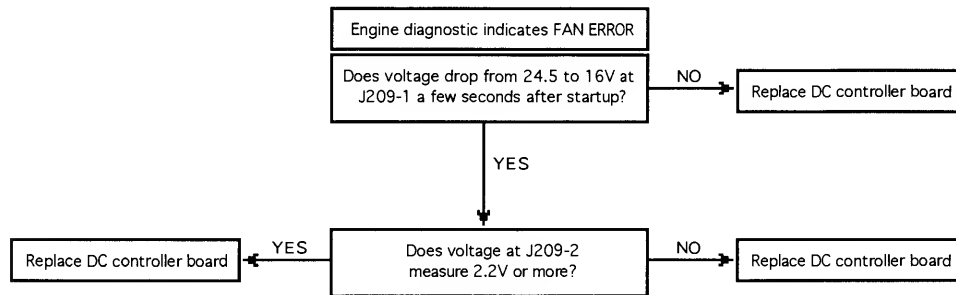 Engine diagnostic indicates FAN ERROR
Does voltage drop from 24.5 to 16V at
J209-1 a few seconds after startup?
NO
Replace DC controller board
YES
Replace DC controller board
YES
Does voltage at J209-2
measure 2.2V or more?
NO
Replace DC controller board